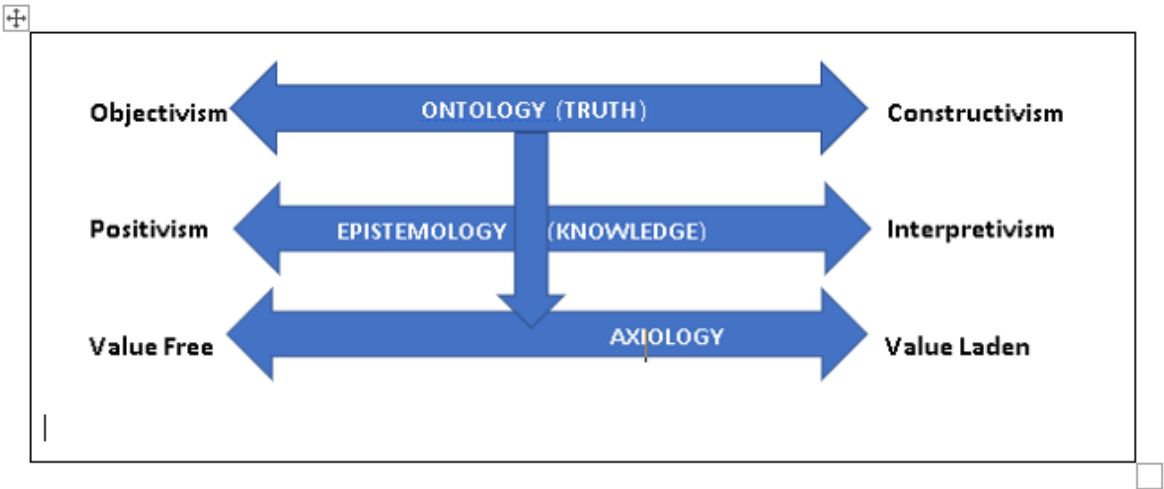 Objectivism ONTOLOGY (TRUTH) Constructivism
Positivism EPISTEMOLOGY (KNOWLEDGE) Interpretivism
Value Free AXIOLOGY Value Laden